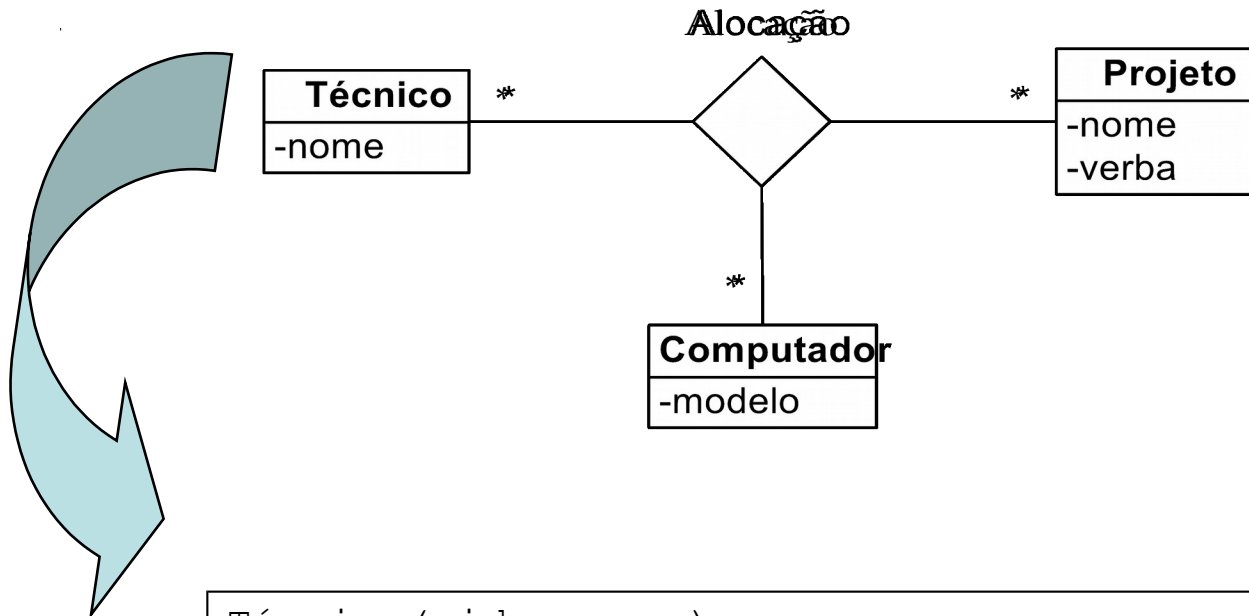 Alocação
Técnico
-nome
*
*
Projeto
-nome
-verba
*
Computador
-modelo